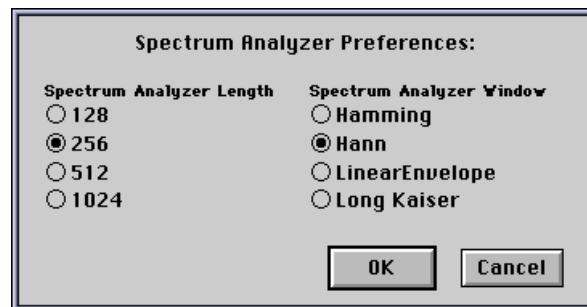 Spectrum Analyzer Preferences:
Spectrum Analyzer Length
128
256
512
1024
Spectrum Analyzer Window
Hamming
Hann
LinearEnvelope
Long Kaiser
OK
Cancel